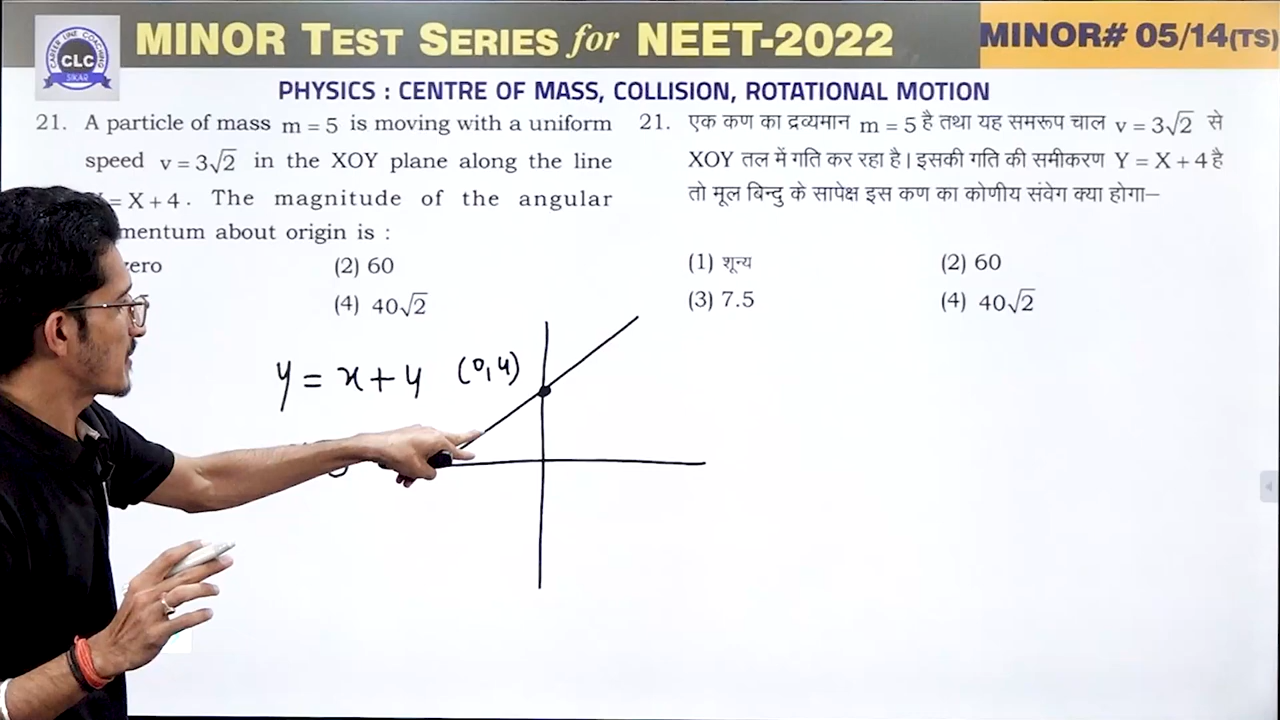 CAREER LINE COACHING
CLC
SIKAR
MINOR TEST SERIES for NEET-2022
MINOR# 05/14(TS)
PHYSICS : CENTRE OF MASS, COLLISION, ROTATIONAL MOTION
21. A particle of mass m = 5 is moving with a uniform
speed v = 3√2 in the XOY plane along the line
= X + 4. The magnitude of the angular
mentum about origin is :
zero (2) 60
(4) 40√2
21. एक कण का द्रव्यमान m = 5 है तथा यह समरूप चाल v = 3√2 से
XOY तल में गति कर रहा है। इसकी गति की समीकरण Y = X + 4 है
तो मूल बिन्दु के सापेक्ष इस कण का कोणीय संवेग क्या होगा–
(1) शून्य (2) 60
(3) 7.5 (4) 40√2
y = x + 4 (0,4)